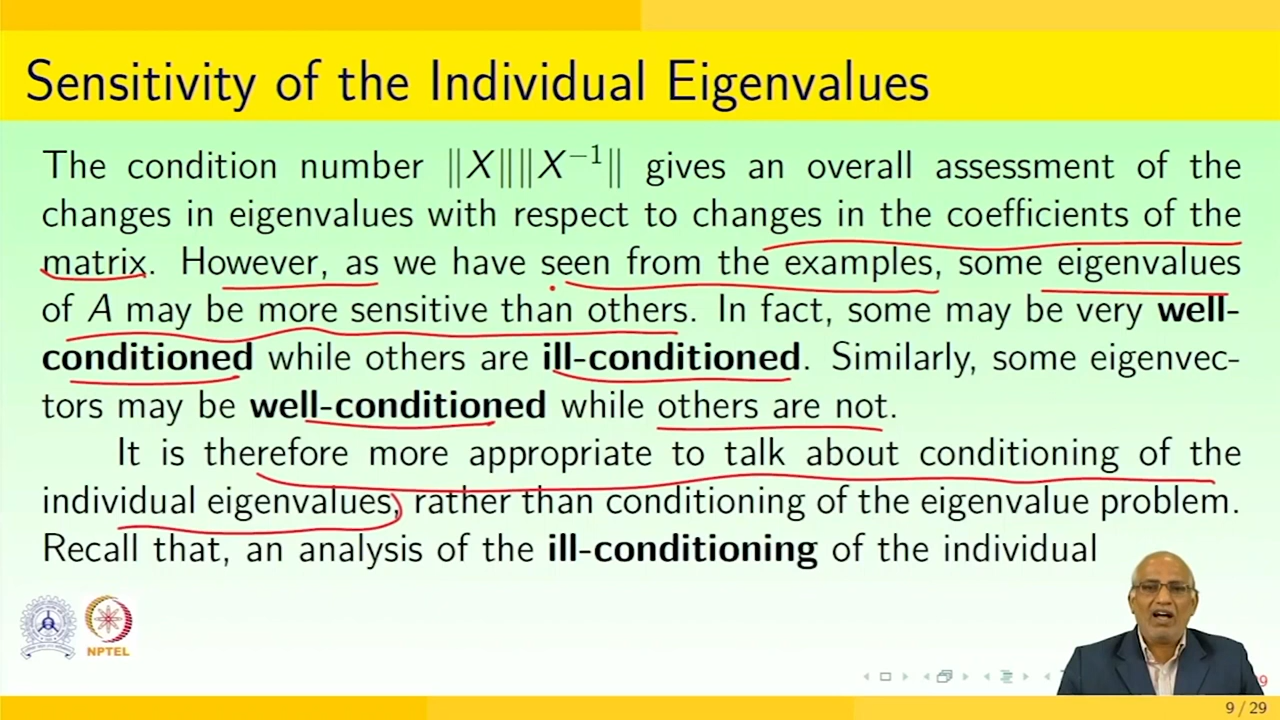 Sensitivity of the Individual Eigenvalues
The condition number ‖X‖‖X⁻¹‖ gives an overall assessment of the
changes in eigenvalues with respect to changes in the coefficients of the
matrix. However, as we have seen from the examples, some eigenvalues
of A may be more sensitive than others. In fact, some may be very well-
conditioned while others are ill-conditioned. Similarly, some eigenvec-
tors may be well-conditioned while others are not.
It is therefore more appropriate to talk about conditioning of the
individual eigenvalues, rather than conditioning of the eigenvalue problem.
Recall that, an analysis of the ill-conditioning of the individual
NPTEL
9 / 29